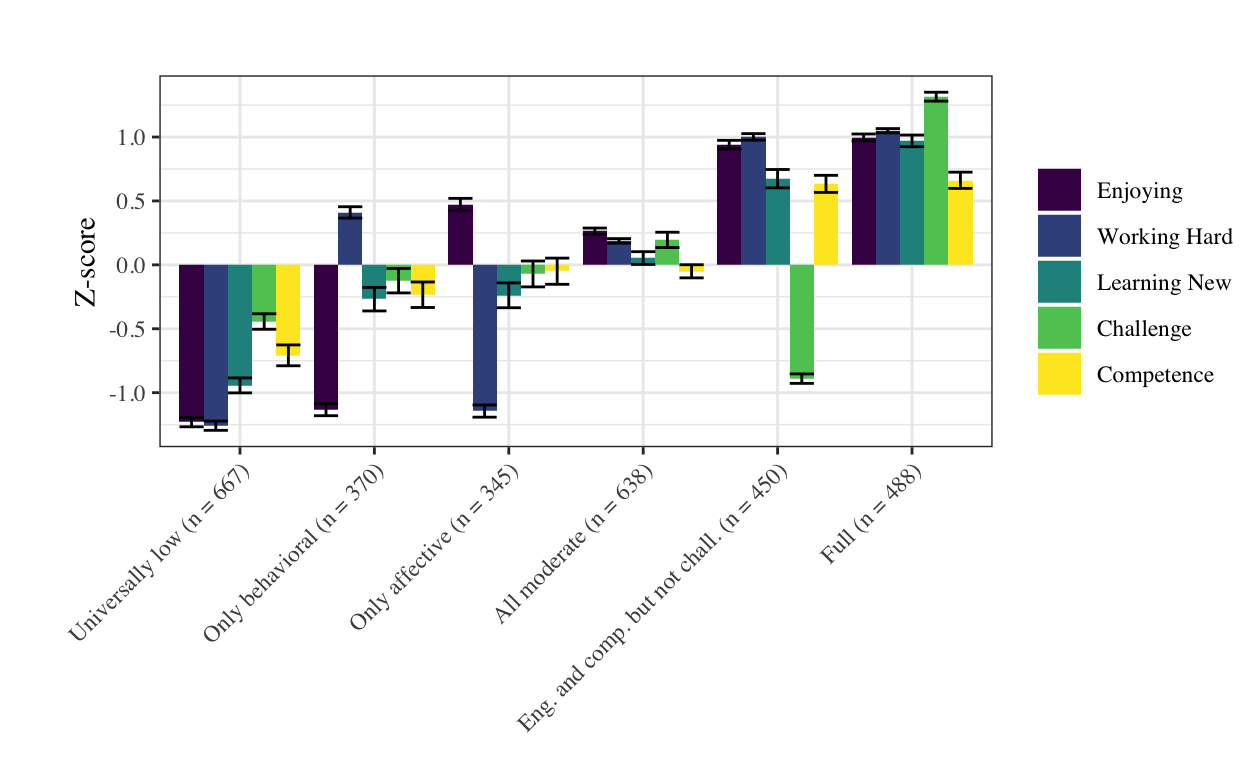 Z-score
1.0
0.5
0.0
-0.5
-1.0
Universally low (n = 667)
Only behavioral (n = 370)
Only affective (n = 345)
All moderate (n = 638)
Eng. and comp. but not chall. (n = 450)
Full (n = 488)
Enjoying
Working Hard
Learning New
Challenge
Competence